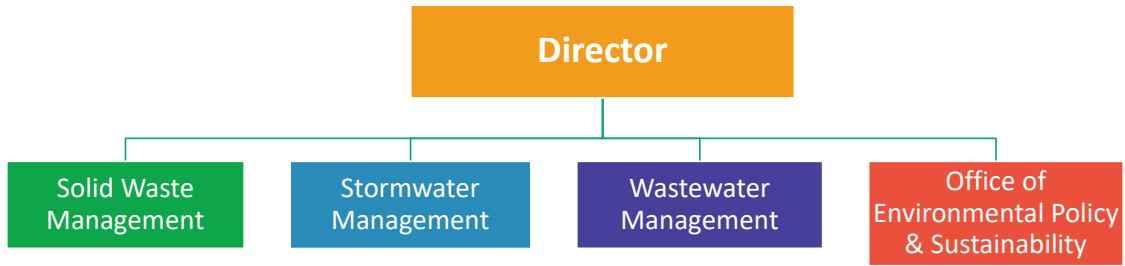 Director
Solid Waste
Management
Stormwater
Management
Wastewater
Management
Office of
Environmental Policy
& Sustainability